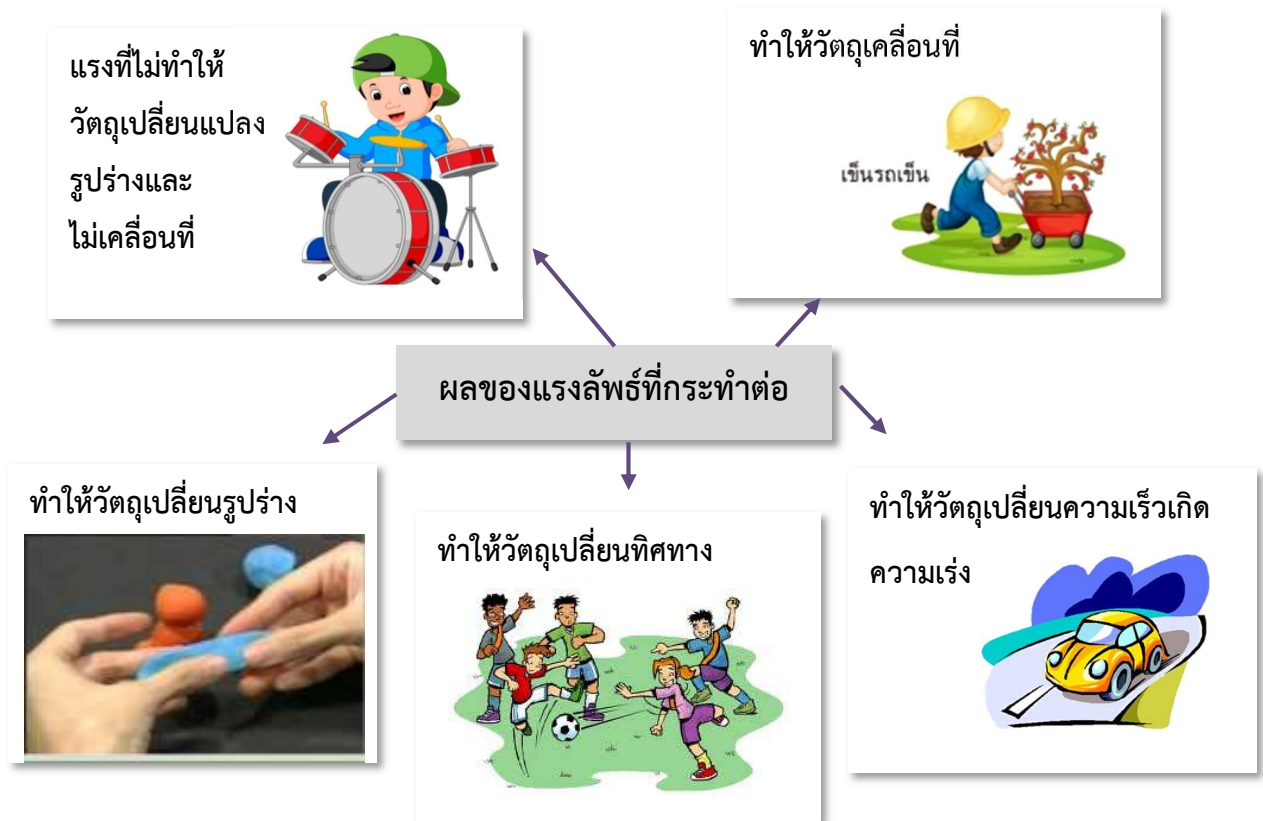 แรงที่ไม่ทำให้
วัตถุเปลี่ยนแปลง
รูปร่างและ
ไม่เคลื่อนที่
ทำให้วัตถุเคลื่อนที่
เข็นรถเข็น
ผลของแรงลัพธ์ที่กระทำต่อ
ทำให้วัตถุเปลี่ยนรูปร่าง
ทำให้วัตถุเปลี่ยนทิศทาง
ทำให้วัตถุเปลี่ยนความเร็วเกิด
ความเร่ง